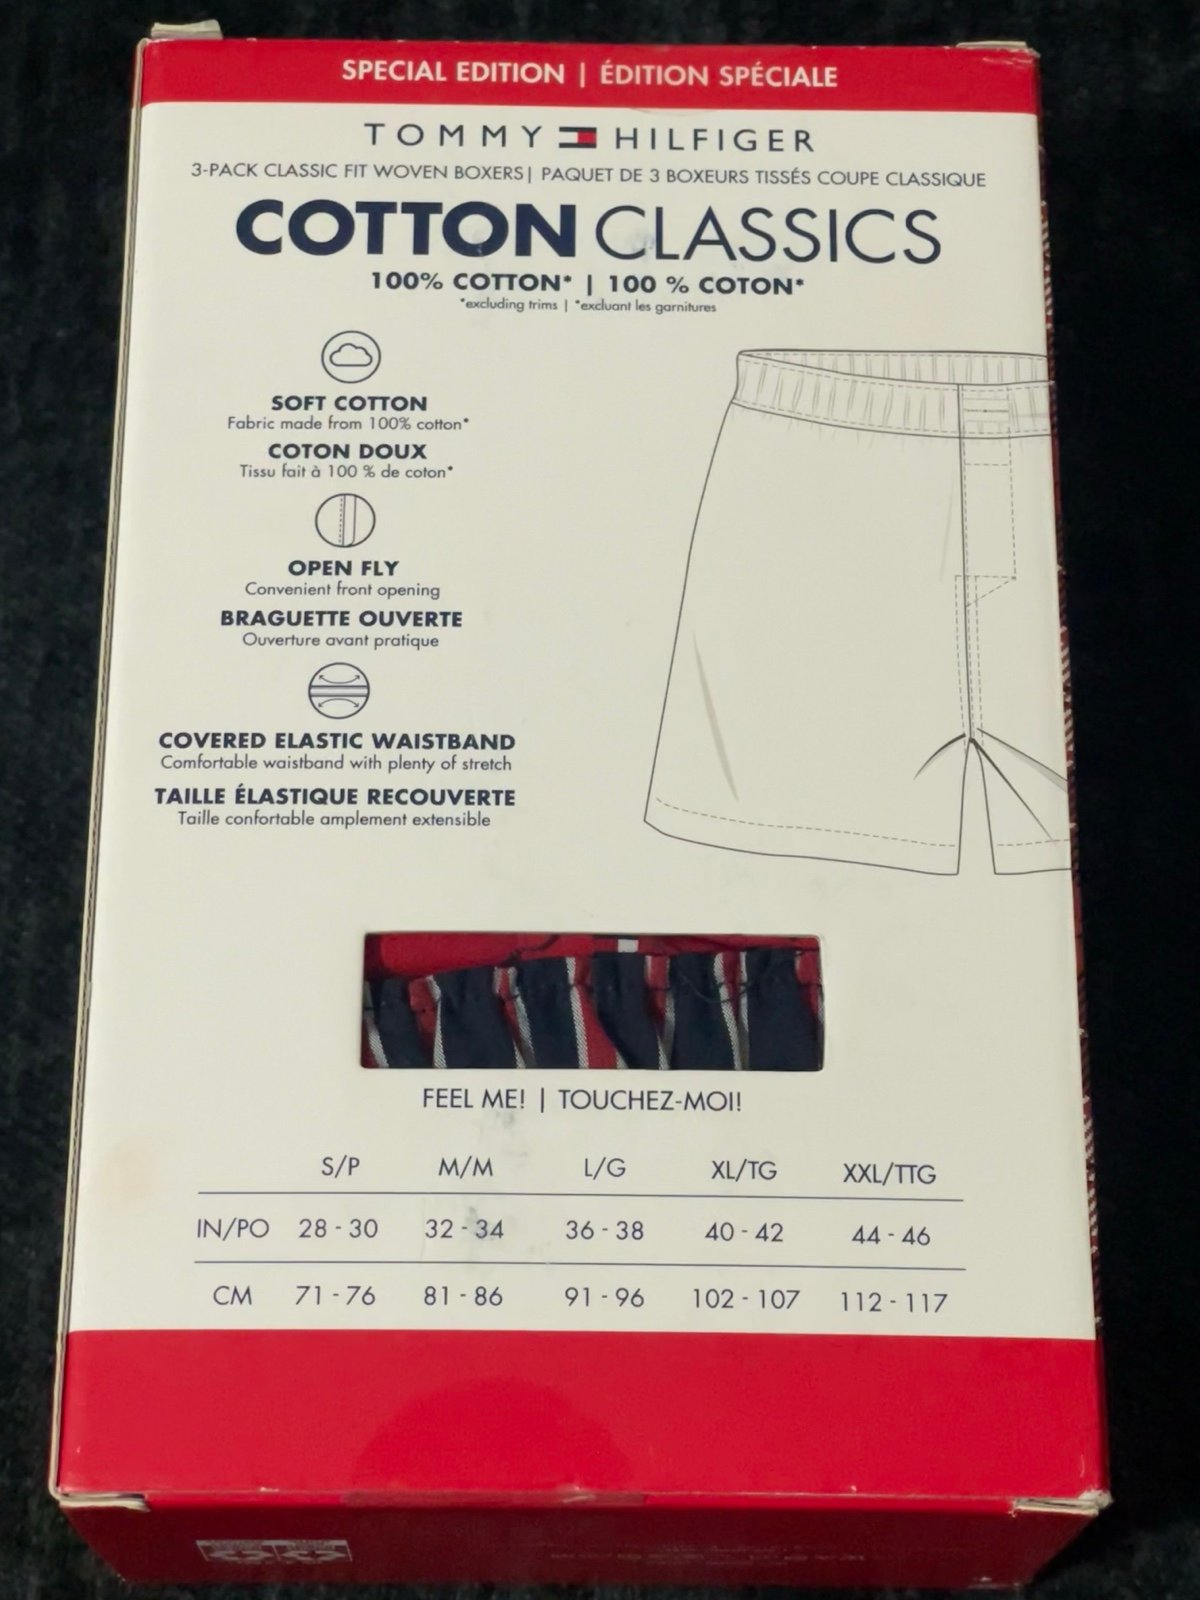 SPECIAL EDITION | ÉDITION SPÉCIALE
TOMMY HILFIGER
3-PACK CLASSIC FIT WOVEN BOXERS| PAQUET DE 3 BOXEURS TISSÉS COUPE CLASSIQUE
COTTON CLASSICS
100% COTTON* | 100 % COTON*
*excluding trims | *excluant les garnitures
SOFT COTTON
Fabric made from 100% cotton*
COTON DOUX
Tissu fait à 100 % de coton*
OPEN FLY
Convenient front opening
BRAGUETTE OUVERTE
Ouverture avant pratique
COVERED ELASTIC WAISTBAND
Comfortable waistband with plenty of stretch
TAILLE ÉLASTIQUE RECOUVERTE
Taille confortable amplement extensible
FEEL ME! | TOUCHEZ-MOI!
S/P M/M L/G XL/TG XXL/TTG
IN/PO 28 - 30 32 - 34 36 - 38 40 - 42 44 - 46
CM 71 - 76 81 - 86 91 - 96 102 - 107 112 - 117